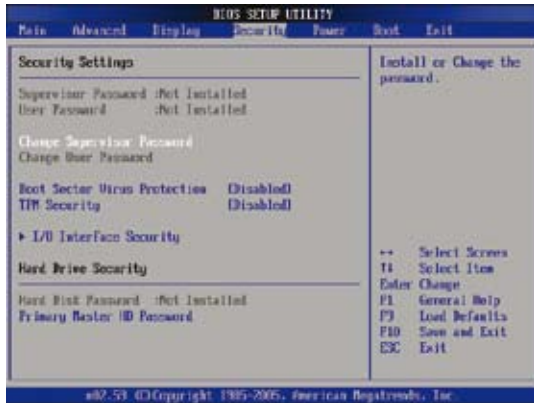 BIOS SETUP UTILITY
Main Advanced Display Security Power Boot Exit
Security Settings
Supervisor Password :Not Installed
User Password :Not Installed
Change Supervisor Password
Change User Password
Boot Sector Virus Protection [Disabled]
TPM Security [Disabled]
▶ I/O Interface Security
Hard Drive Security
Hard Disk Password :Not Installed
Primary Master HD Password
Install or Change the
password.
↔ Select Screen
↑↓ Select Item
Enter Change
F1 General Help
F9 Load Defaults
F10 Save and Exit
ESC Exit
v02.59 (C)Copyright 1985-2005, American Megatrends, Inc.